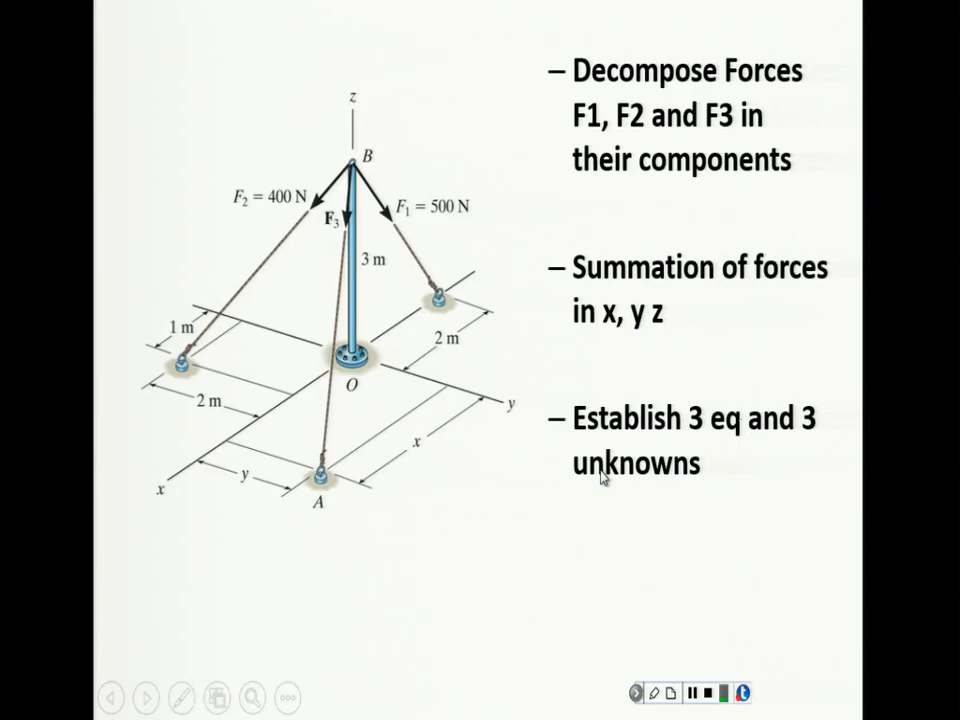 – Decompose Forces
F1, F2 and F3 in
their components
– Summation of forces
in x, y z
– Establish 3 eq and 3
unknowns
z
B
F₂ = 400 N
F₃
F₁ = 500 N
3 m
1 m
2 m
O
2 m
y
x
y
x
A